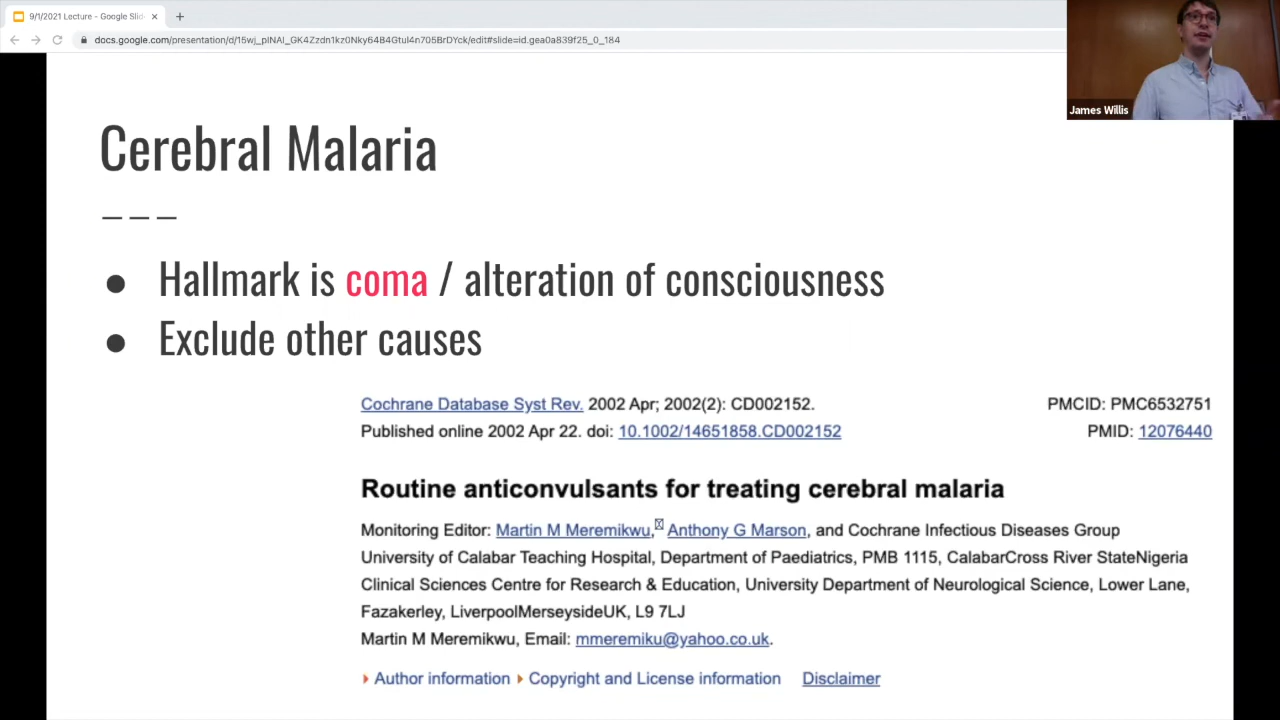 9/1/2021 Lecture - Google Slid
docs.google.com/presentation/d/15wj_plNAI_GK4Zzdn1kz0Nky64B4Gtul4n705BrDYck/edit#slide=id.gea0a839f25_0_184
James Willis
Cerebral Malaria
Hallmark is coma / alteration of consciousness
Exclude other causes
Cochrane Database Syst Rev. 2002 Apr; 2002(2): CD002152. PMCID: PMC6532751
Published online 2002 Apr 22. doi: 10.1002/14651858.CD002152 PMID: 12076440
Routine anticonvulsants for treating cerebral malaria
Monitoring Editor: Martin M Meremikwu, Anthony G Marson, and Cochrane Infectious Diseases Group
University of Calabar Teaching Hospital, Department of Paediatrics, PMB 1115, CalabarCross River StateNigeria
Clinical Sciences Centre for Research & Education, University Department of Neurological Science, Lower Lane,
Fazakerley, LiverpoolMerseysideUK, L9 7LJ
Martin M Meremikwu, Email: mmeremiku@yahoo.co.uk.
Author information Copyright and License information Disclaimer